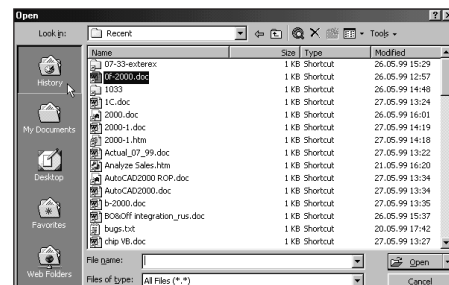 Open
Look in: Recent Tools
History
My Documents
Desktop
Favorites
Web Folders
Name Size Type Modified
07-33-exterex 1 KB Shortcut 26.05.99 15:29
Of-2000.doc 1 KB Shortcut 26.05.99 12:57
1033 1 KB Shortcut 26.05.99 14:48
1C.doc 1 KB Shortcut 27.05.99 13:24
2000.doc 1 KB Shortcut 26.05.99 16:01
2000-1.doc 1 KB Shortcut 27.05.99 14:19
2000-1.htm 1 KB Shortcut 27.05.99 14:18
Actual_07_99.doc 1 KB Shortcut 27.05.99 13:22
Analyze Sales.htm 1 KB Shortcut 21.05.99 16:20
AutoCAD2000 ROP.doc 1 KB Shortcut 27.05.99 13:34
AutoCAD2000.doc 1 KB Shortcut 27.05.99 13:34
b-2000.doc 1 KB Shortcut 27.05.99 13:35
BO&Off integration_rus.doc 1 KB Shortcut 26.05.99 15:37
bugs.txt 1 KB Shortcut 20.05.99 17:42
chip VB.doc 1 KB Shortcut 27.05.99 13:27
File name: Open
Files of type: All Files (*.*) Cancel